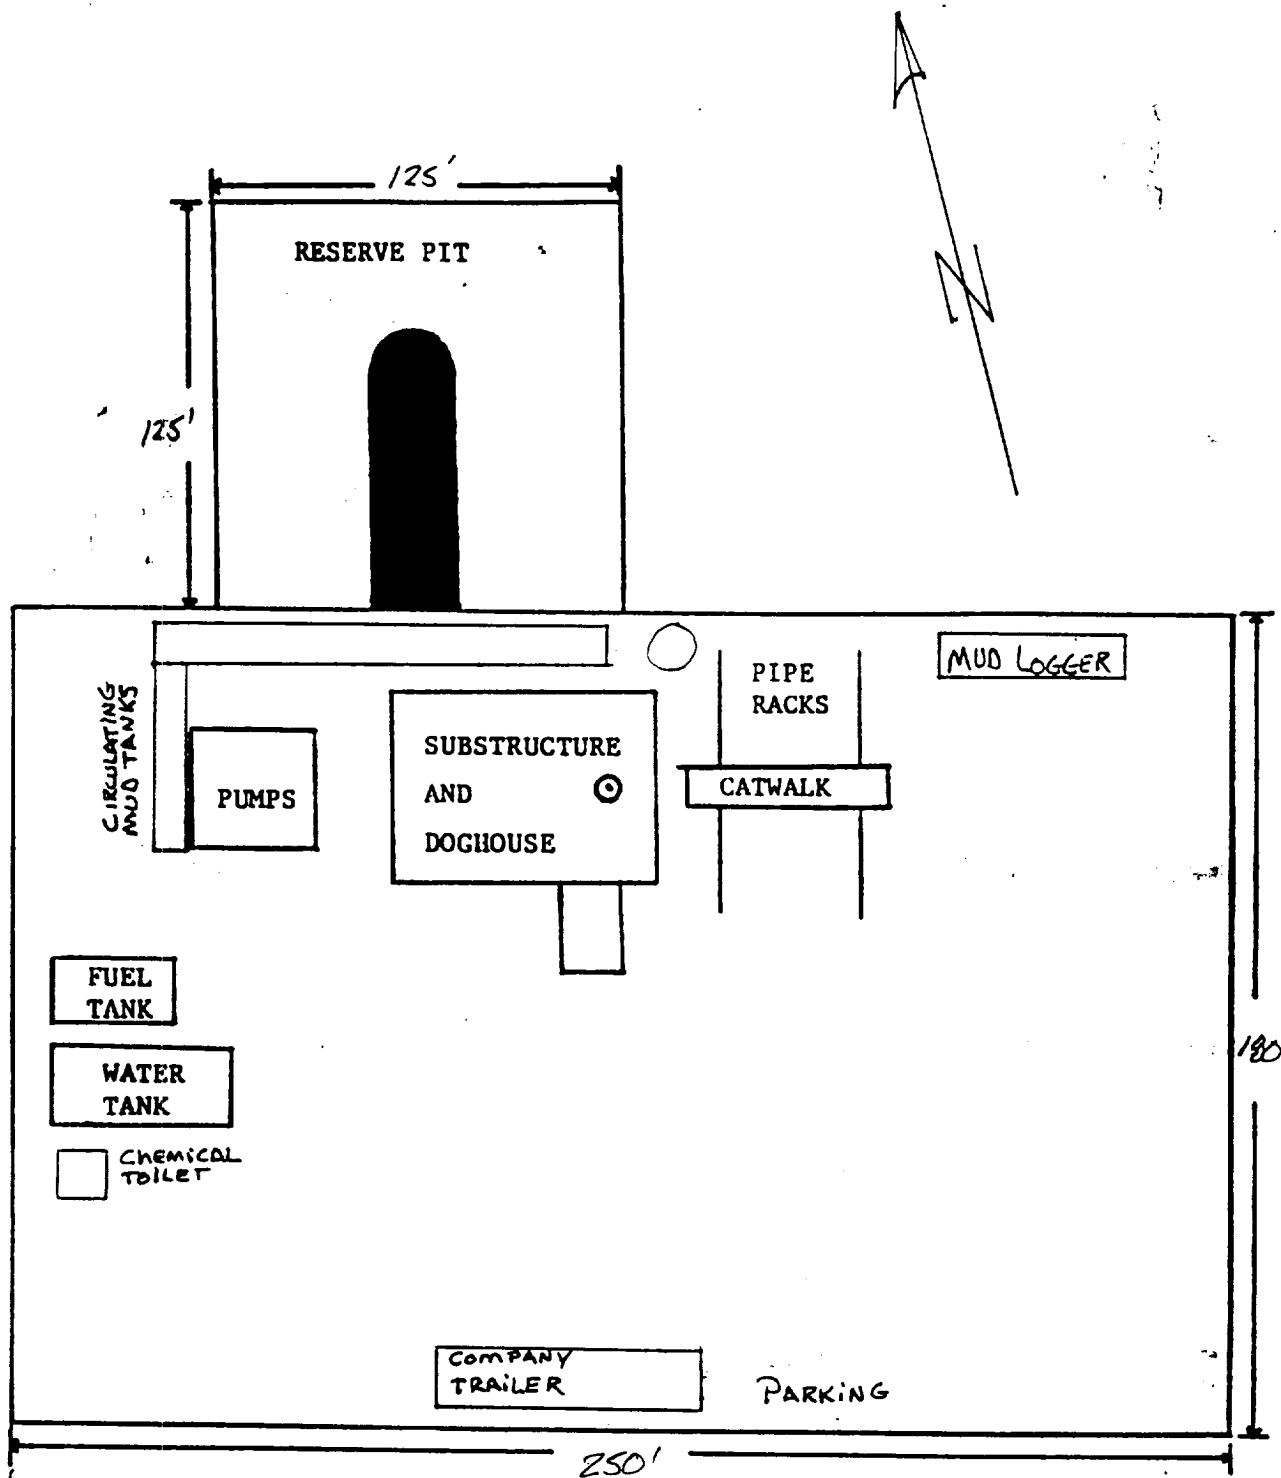 125'
RESERVE PIT
N
125'
MUD LOGGER
PIPE
RACKS
CIRCULATING
MUD TANKS
SUBSTRUCTURE
AND
DOGHOUSE
PUMPS
CATWALK
FUEL
TANK
180
WATER
TANK
CHEMICAL
TOILET
COMPANY
TRAILER
PARKING
250'